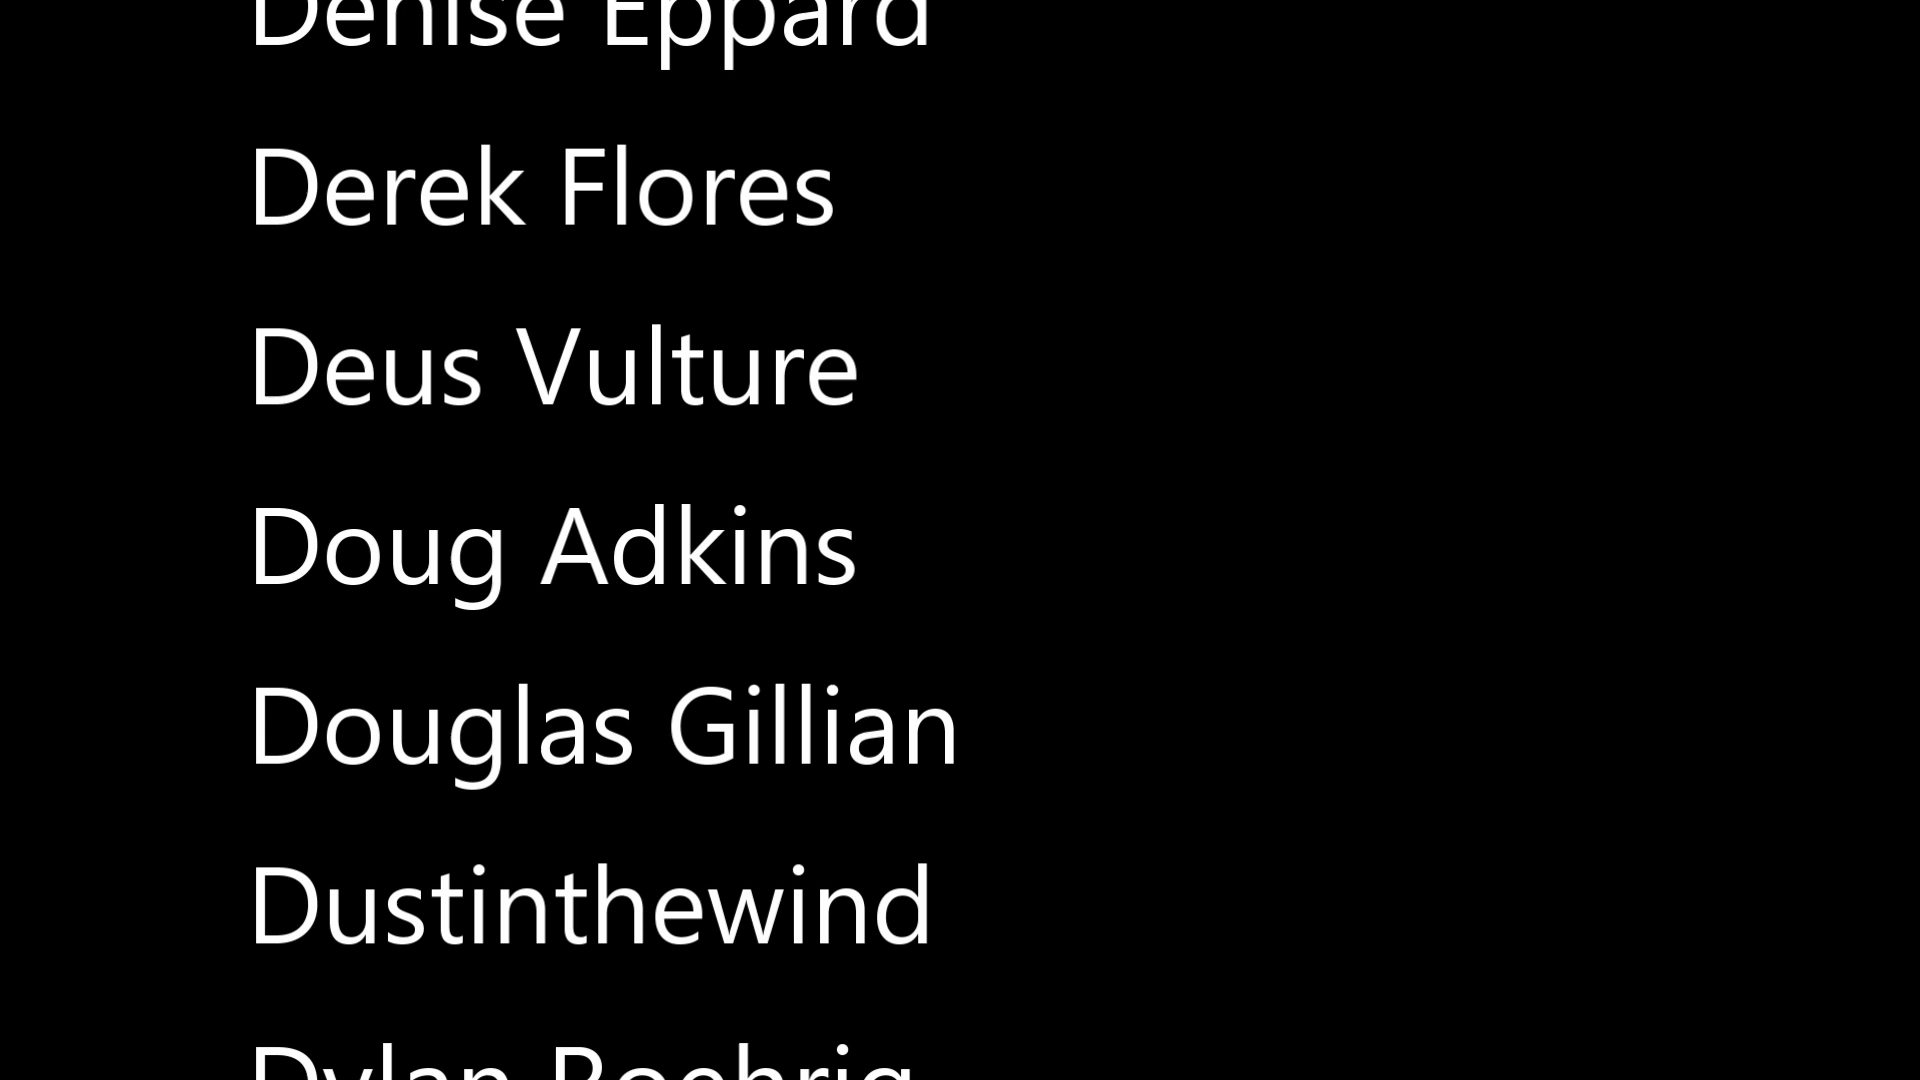 Denise Eppard
Derek Flores
Deus Vulture
Doug Adkins
Douglas Gillian
Dustinthewind
Dylan Boehrig